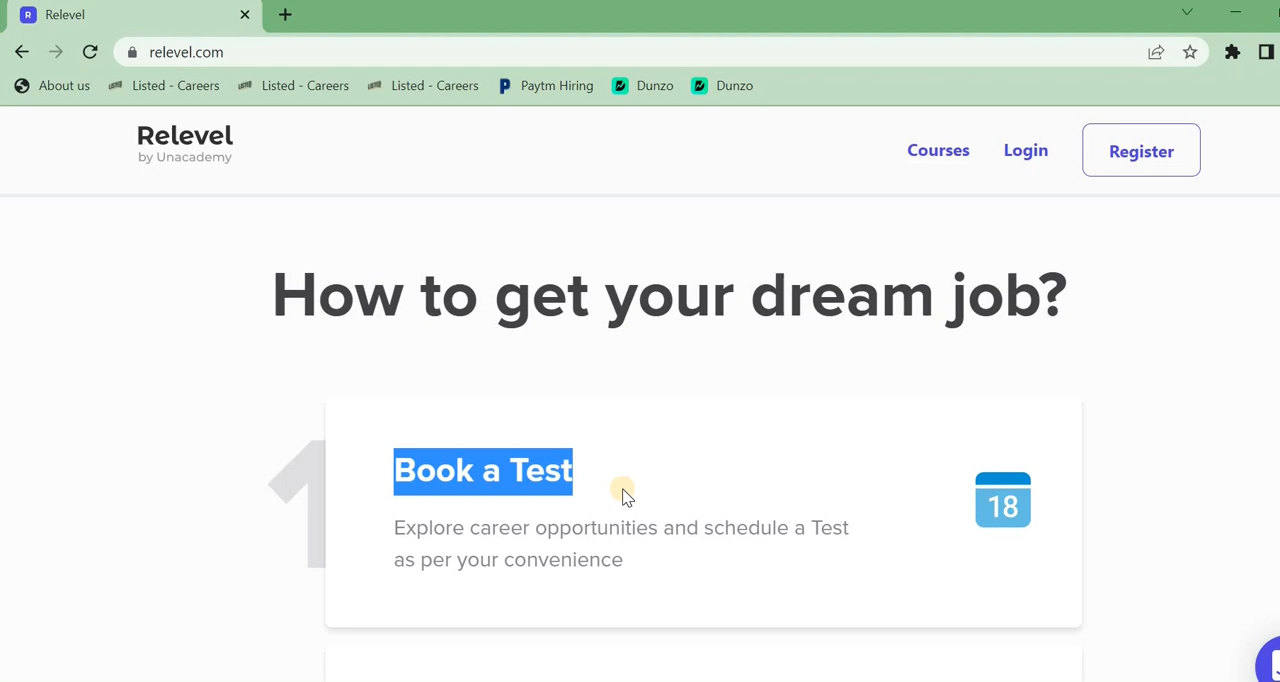 Relevel
relevel.com
About us Listed - Careers Listed - Careers Listed - Careers Paytm Hiring Dunzo Dunzo
Relevel
by Unacademy
Courses Login Register
How to get your dream job?
1
Book a Test
Explore career opportunities and schedule a Test
as per your convenience
18